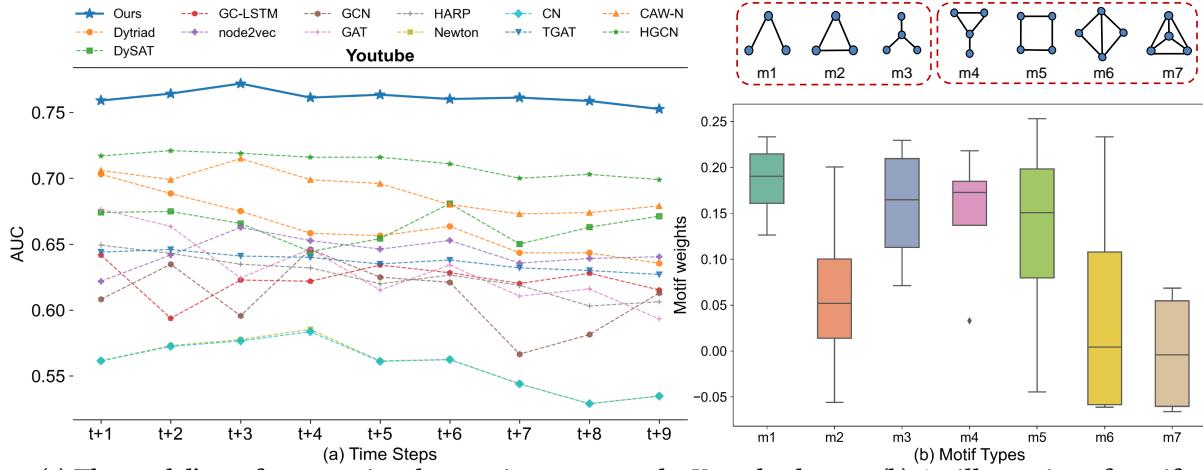 Ours
Dytriad
DySAT
GC-LSTM
node2vec
GCN
GAT
HARP
Newton
CN
TGAT
CAW-N
HGCN
Youtube
AUC
0.75
0.70
0.65
0.60
0.55
t+1 t+2 t+3 t+4 t+5 t+6 t+7 t+8 t+9
(a) Time Steps
m1 m2 m3 m4 m5 m6 m7
Motif weights
0.25
0.20
0.15
0.10
0.05
0.00
−0.05
m1 m2 m3 m4 m5 m6 m7
(b) Motif Types